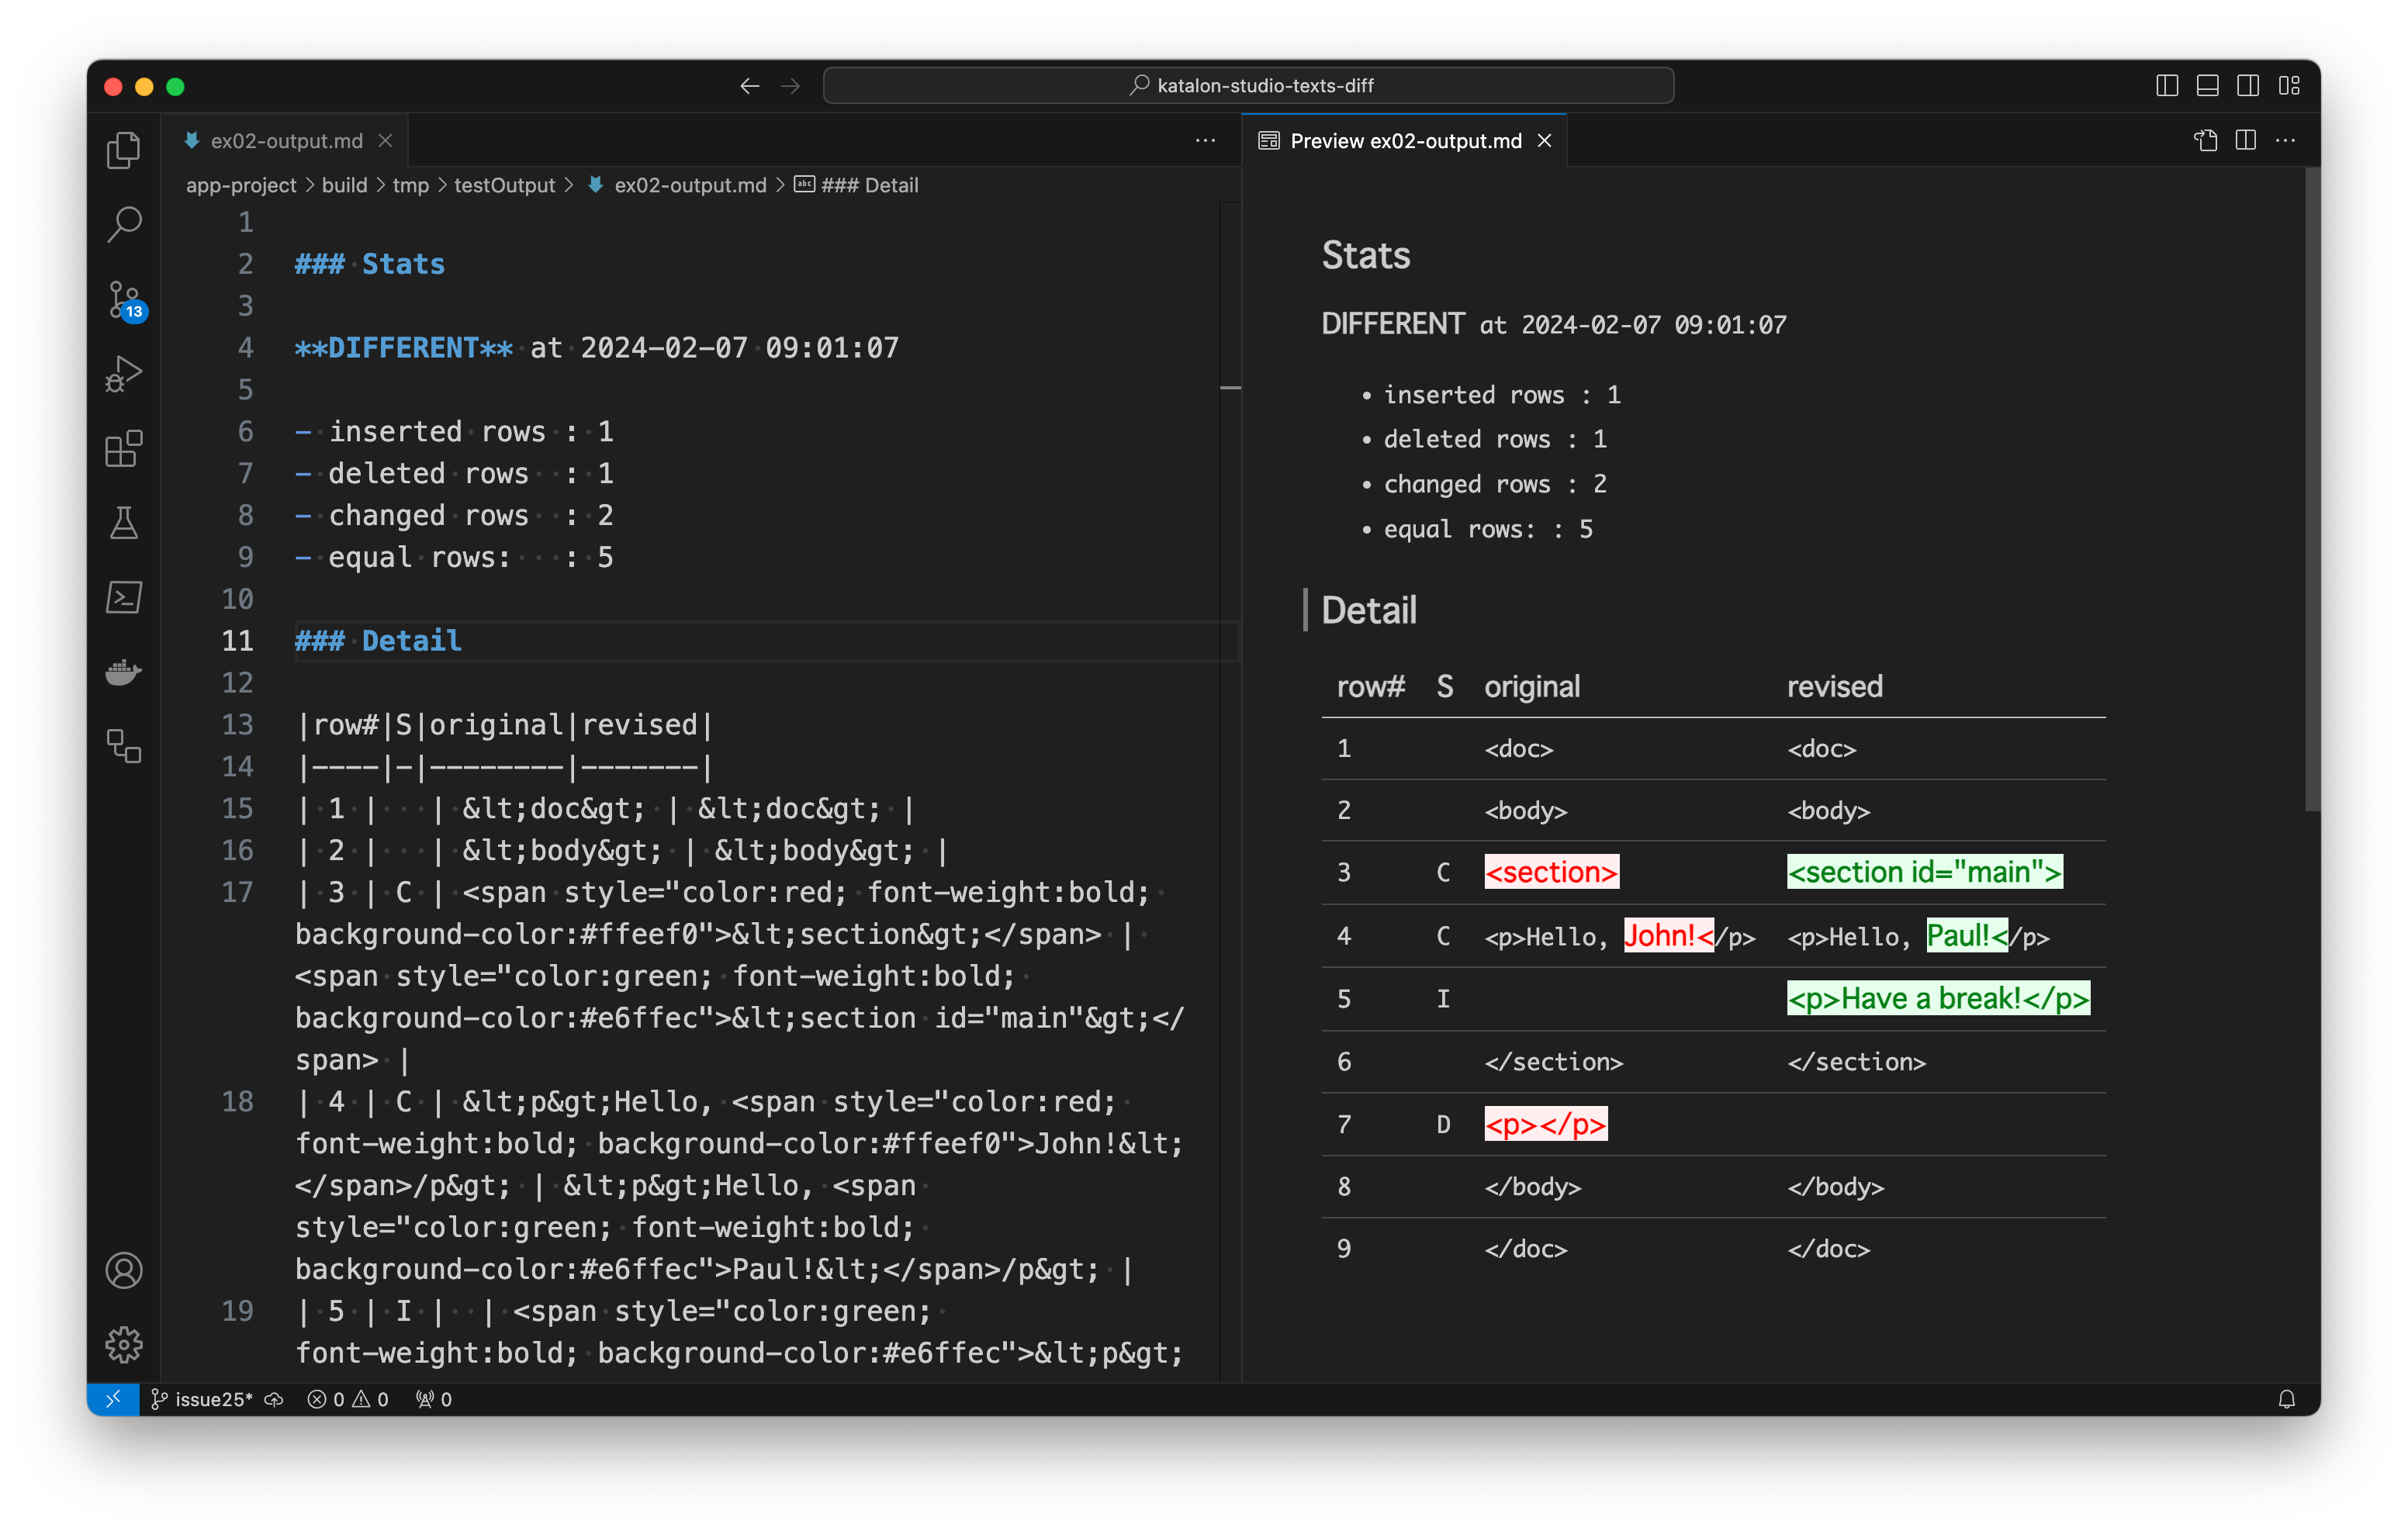 katalon-studio-texts-diff
ex02-output.md
Preview ex02-output.md
app-project > build > tmp > testOutput > ex02-output.md > ### Detail
13
1
2 ### Stats
3
4 **DIFFERENT** at 2024-02-07 09:01:07
5
6 - inserted rows : 1
7 - deleted rows  : 1
8 - changed rows  : 2
9 - equal rows:   : 5
10
11 ### Detail
12
13 |row#|S|original|revised|
14 |----|-|--------|-------|
15 | 1 |   | &lt;doc&gt; | &lt;doc&gt; |
16 | 2 |   | &lt;body&gt; | &lt;body&gt; |
17 | 3 | C | <span style="color:red; font-weight:bold;
background-color:#ffeef0">&lt;section&gt;</span> |
<span style="color:green; font-weight:bold;
background-color:#e6ffec">&lt;section id="main"&gt;</
span> |
18 | 4 | C | &lt;p&gt;Hello, <span style="color:red;
font-weight:bold; background-color:#ffeef0">John!&lt;
</span>/p&gt; | &lt;p&gt;Hello, <span
style="color:green; font-weight:bold;
background-color:#e6ffec">Paul!&lt;</span>/p&gt; |
19 | 5 | I |  | <span style="color:green;
font-weight:bold; background-color:#e6ffec">&lt;p&gt;
Stats
DIFFERENT at 2024-02-07 09:01:07
• inserted rows : 1
• deleted rows : 1
• changed rows : 2
• equal rows: : 5
Detail
row# S original revised
1 <doc> <doc>
2 <body> <body>
3 C <section> <section id="main">
4 C <p>Hello, John!</p> <p>Hello, Paul!</p>
5 I <p>Have a break!</p>
6 </section> </section>
7 D <p></p>
8 </body> </body>
9 </doc> </doc>
issue25* 0 0 0